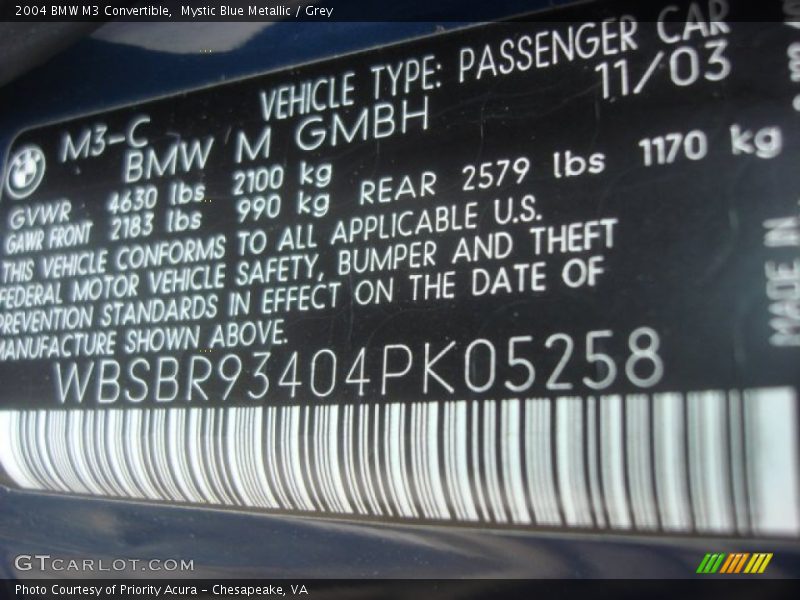 2004 BMW M3 Convertible, Mystic Blue Metallic / Grey
VEHICLE TYPE: PASSENGER CAR
M3-C
BMW M GMBH 11/03
GVWR 4630 lbs 2100 kg
GAWR FRONT 2183 lbs 990 kg REAR 2579 lbs 1170 kg
THIS VEHICLE CONFORMS TO ALL APPLICABLE U.S.
FEDERAL MOTOR VEHICLE SAFETY, BUMPER AND THEFT
PREVENTION STANDARDS IN EFFECT ON THE DATE OF
MANUFACTURE SHOWN ABOVE.
WBSBR93404PK05258
MADE IN
GTCARLOT.COM
Photo Courtesy of Priority Acura - Chesapeake, VA